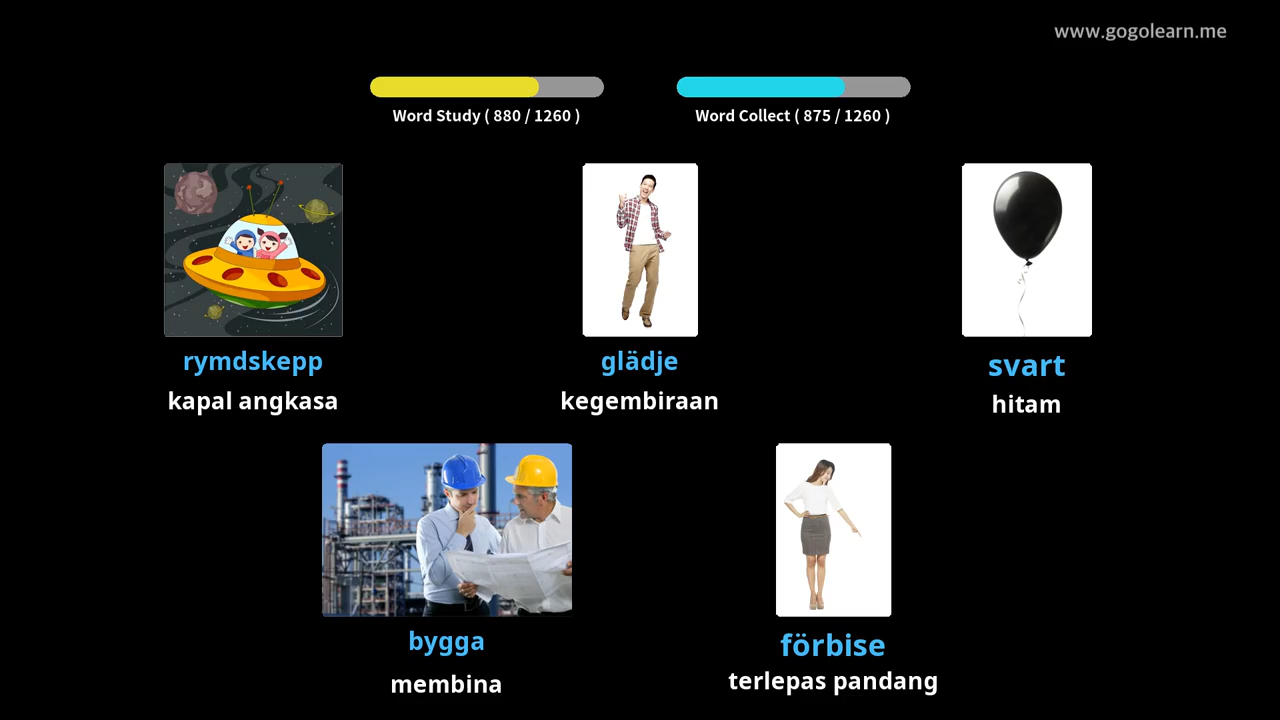 www.gogolearn.me
Word Study ( 880 / 1260 )
Word Collect ( 875 / 1260 )
rymdskepp
kapal angkasa
glädje
kegembiraan
svart
hitam
bygga
membina
förbise
terlepas pandang